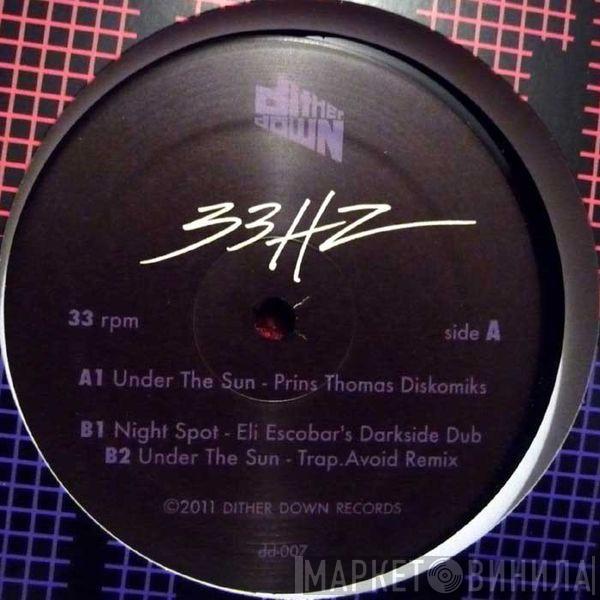 dither
down
33HZ
33 rpm
side A
A1 Under The Sun - Prins Thomas Diskomiks
B1 Night Spot - Eli Escobar's Darkside Dub
B2 Under The Sun - Trap.Avoid Remix
©2011 DITHER DOWN RECORDS
dd-007
МАРКЕТ ВИНИЛА